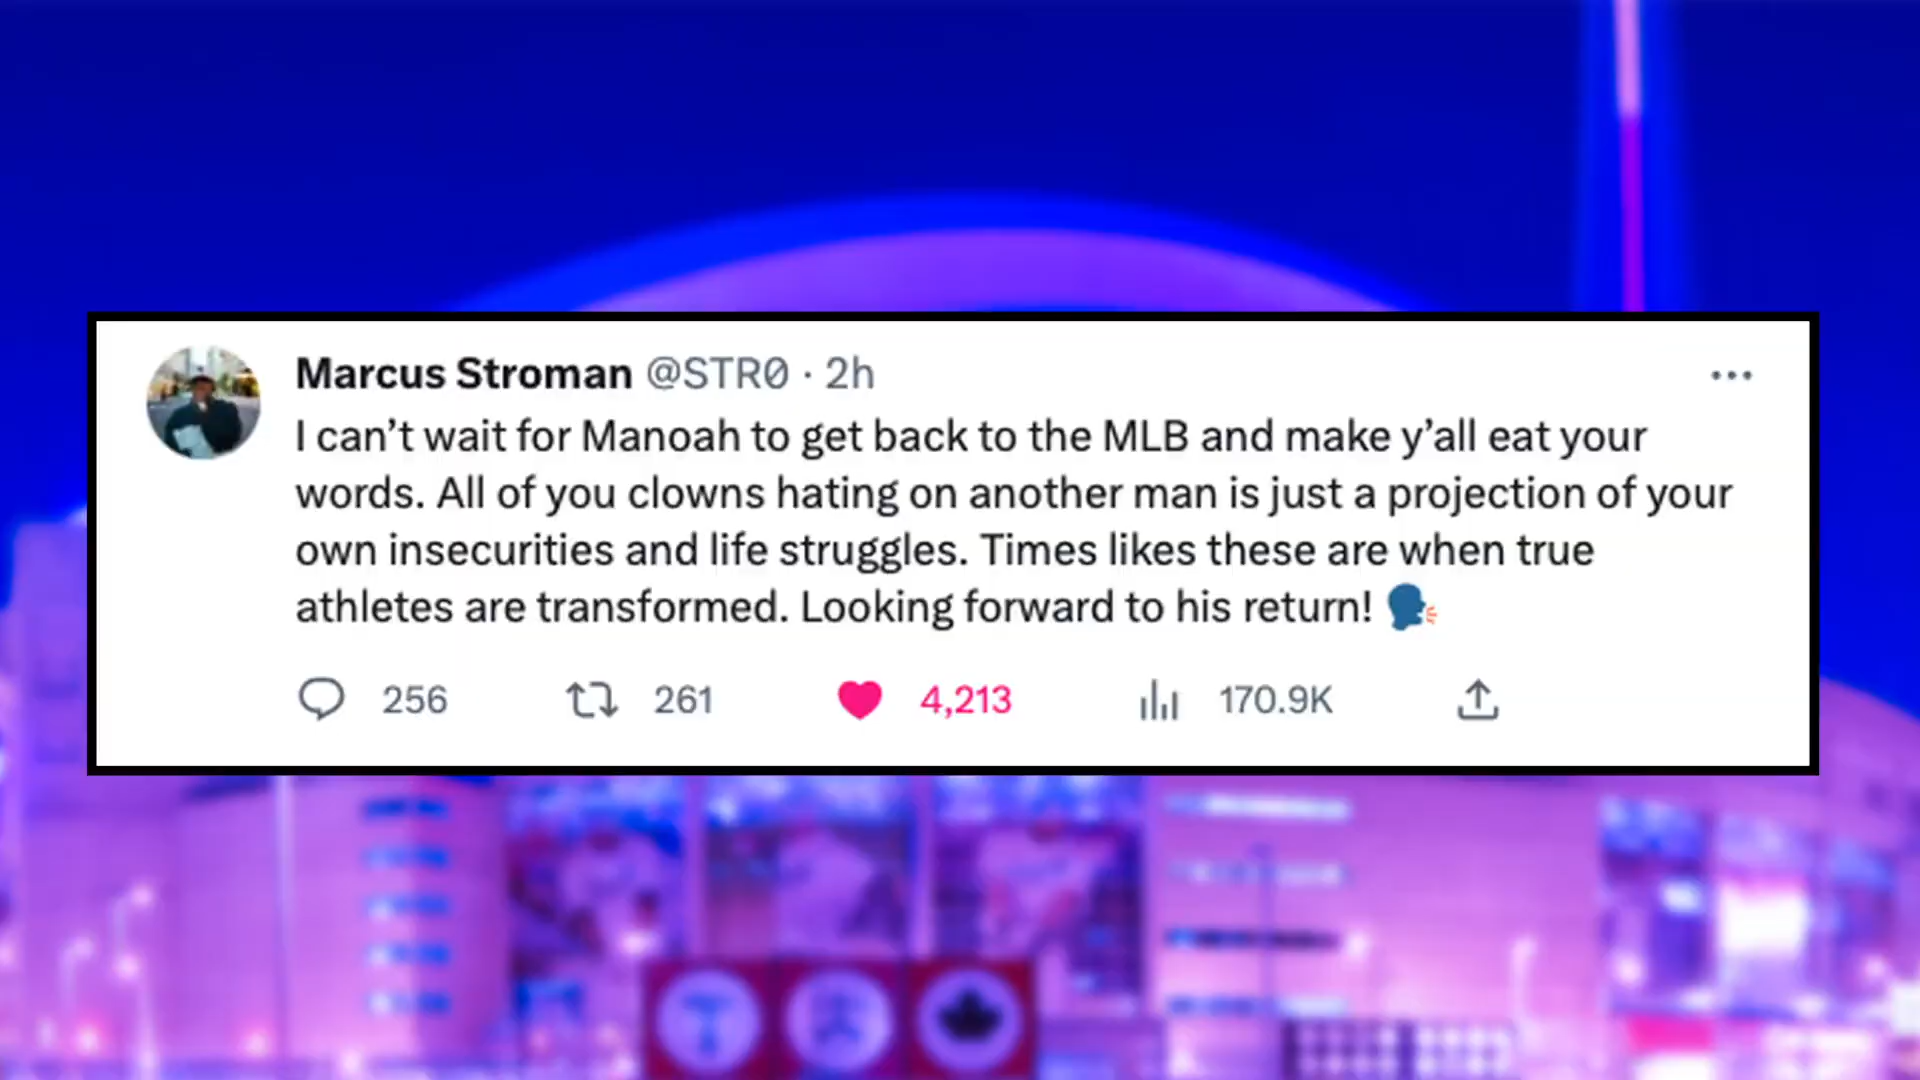 Marcus Stroman @STR0 · 2h
I can’t wait for Manoah to get back to the MLB and make y’all eat your
words. All of you clowns hating on another man is just a projection of your
own insecurities and life struggles. Times likes these are when true
athletes are transformed. Looking forward to his return! 🗣️
256 261 4,213 170.9K